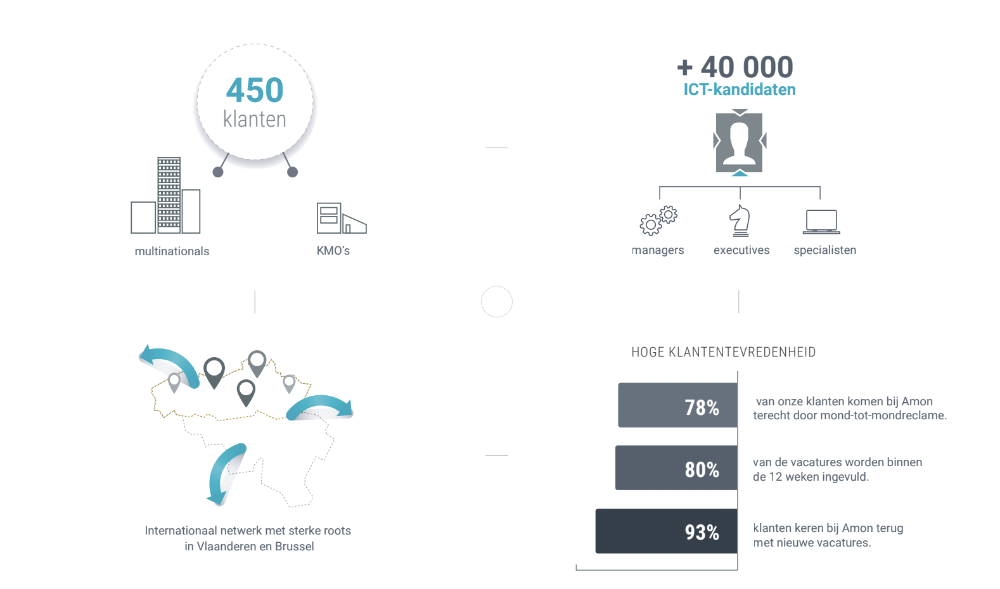 450
klanten
multinationals
KMO's
+ 40 000
ICT-kandidaten
managers
executives
specialisten
Internationaal netwerk met sterke roots
in Vlaanderen en Brussel
HOGE KLANTENTEVREDENHEID
78%
van onze klanten komen bij Amon
terecht door mond-tot-mondreclame.
80%
van de vacatures worden binnen
de 12 weken ingevuld.
93%
klanten keren bij Amon terug
met nieuwe vacatures.